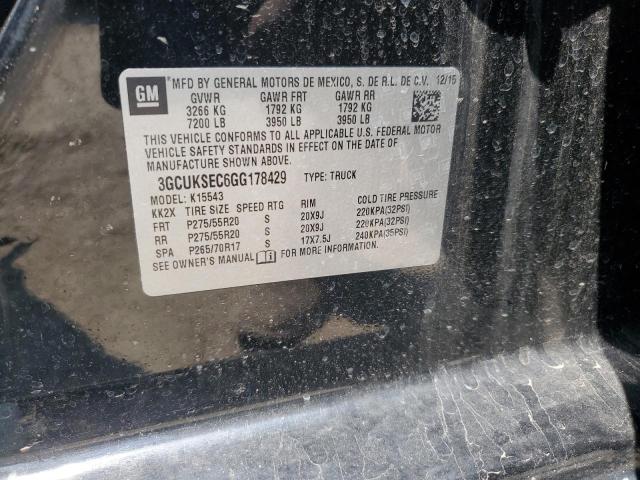 GM
MFD BY GENERAL MOTORS DE MEXICO, S. DE R.L. DE C.V. 12/15
GVWR GAWR FRT GAWR RR
3266 KG 1792 KG 1792 KG
7200 LB 3950 LB 3950 LB
THIS VEHICLE CONFORMS TO ALL APPLICABLE U.S. FEDERAL MOTOR
VEHICLE SAFETY STANDARDS IN EFFECT ON THE DATE OF
MANUFACTURE SHOWN ABOVE.
3GCUKSEC6GG178429 TYPE: TRUCK
MODEL: K15543
KK2X TIRE SIZE SPEED RTG RIM COLD TIRE PRESSURE
FRT P275/55R20 S 20X9J 220KPA(32PSI)
RR P275/55R20 S 20X9J 220KPA(32PSI)
SPA P265/70R17 S 17X7.5J 240KPA(35PSI)
SEE OWNER'S MANUAL FOR MORE INFORMATION.